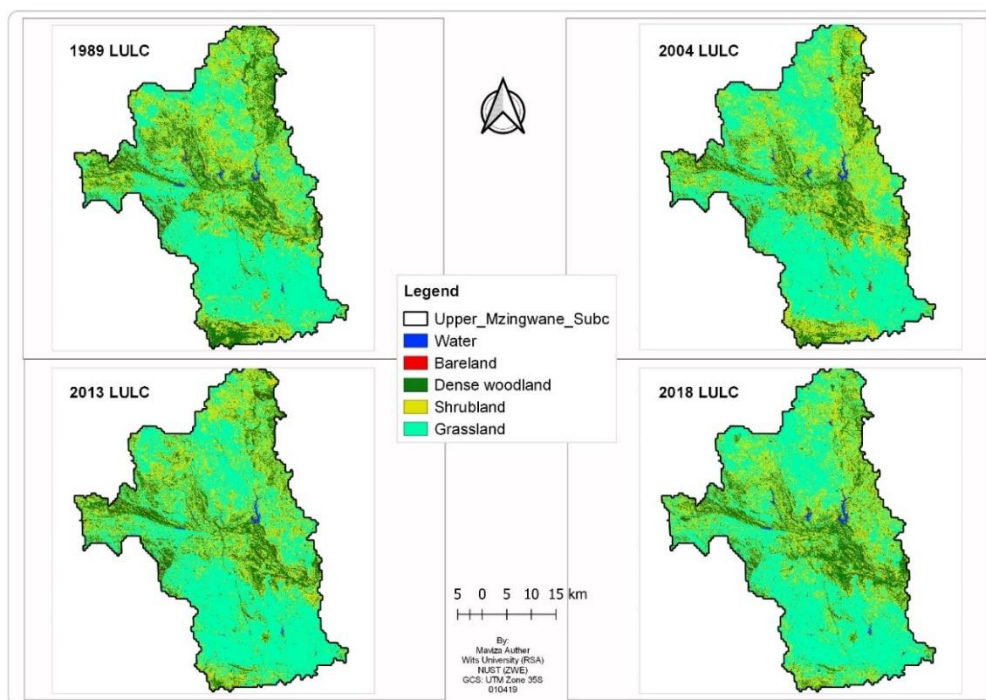 1989 LULC
2004 LULC
Legend
Upper_Mzingwane_Subc
Water
Bareland
Dense woodland
Shrubland
Grassland
2013 LULC
2018 LULC
5 0 5 10 15 km
By:
Maviza Auther
Wits University (RSA)
NUST (ZWE)
GCS: UTM Zone 35S
010419